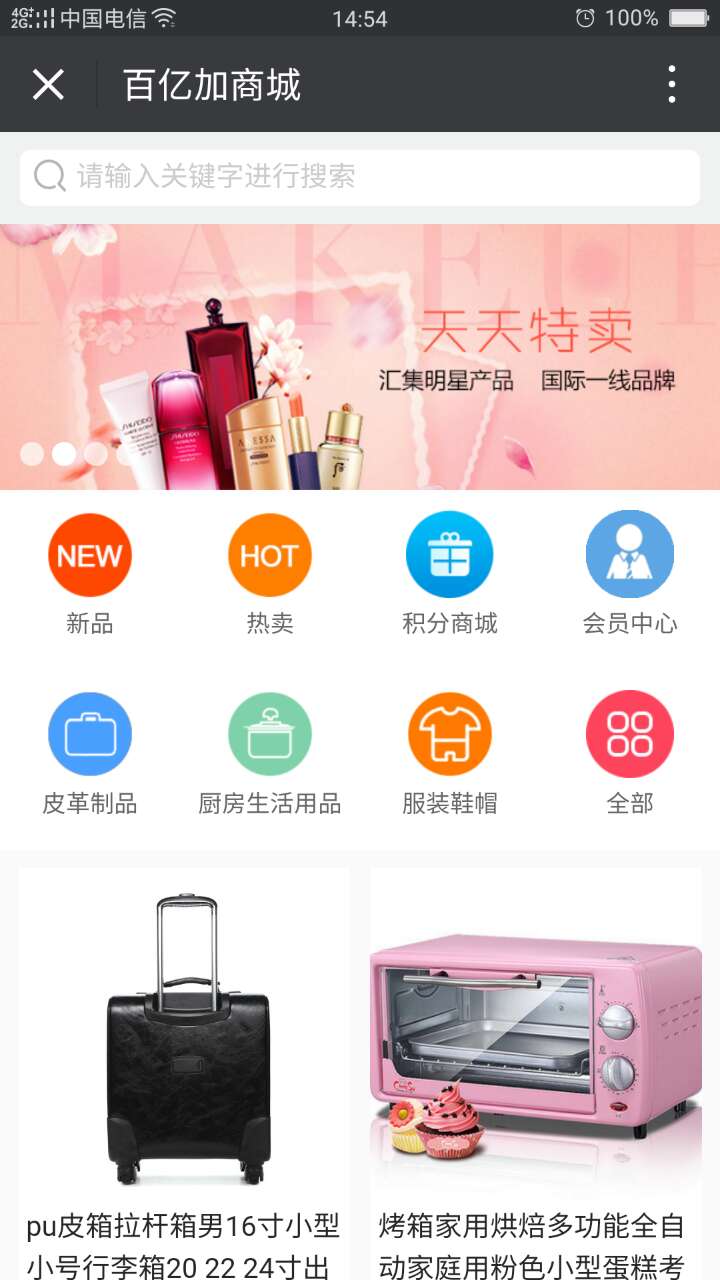 4G+ 2G 中国电信 14:54 100%
百亿加商城
请输入关键字进行搜索
MAKEUP
天天特卖
汇集明星产品 国际一线品牌
SHISEIDO
SHISEIDO
ANESSA
NEW HOT
新品 热卖 积分商城 会员中心
皮革制品 厨房生活用品 服装鞋帽 全部
pu皮箱拉杆箱男16寸小型
小号行李箱20 22 24寸出
烤箱家用烘焙多功能全自
动家庭用粉色小型蛋糕考